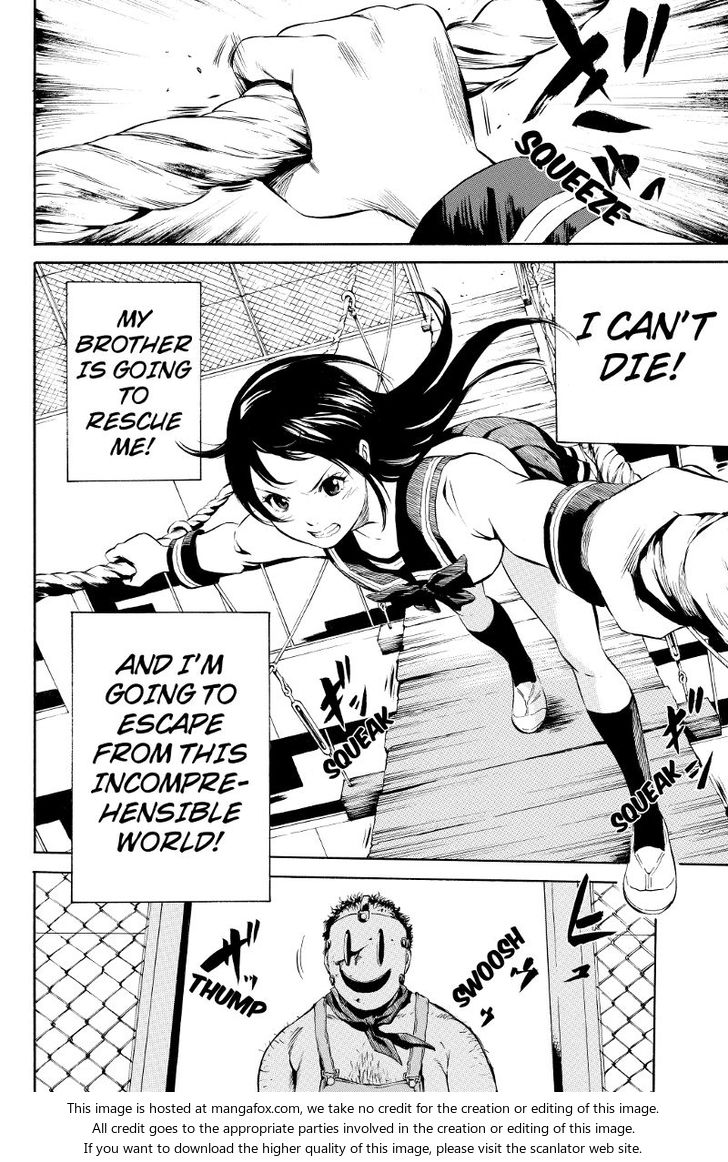 SQUEEZE
I CAN'T
DIE!
MY
BROTHER
IS GOING
TO
RESCUE
ME!
AND I'M
GOING TO
ESCAPE
FROM THIS
INCOMPRE-
HENSIBLE
WORLD!
SQUEAK
SQUEAK
THUMP
SWOOSH
This image is hosted at mangafox.com, we take no credit for the creation or editing of this image.
All credit goes to the appropriate parties involved in the creation or editing of this image.
If you want to download the higher quality of this image, please visit the scanlator web site.